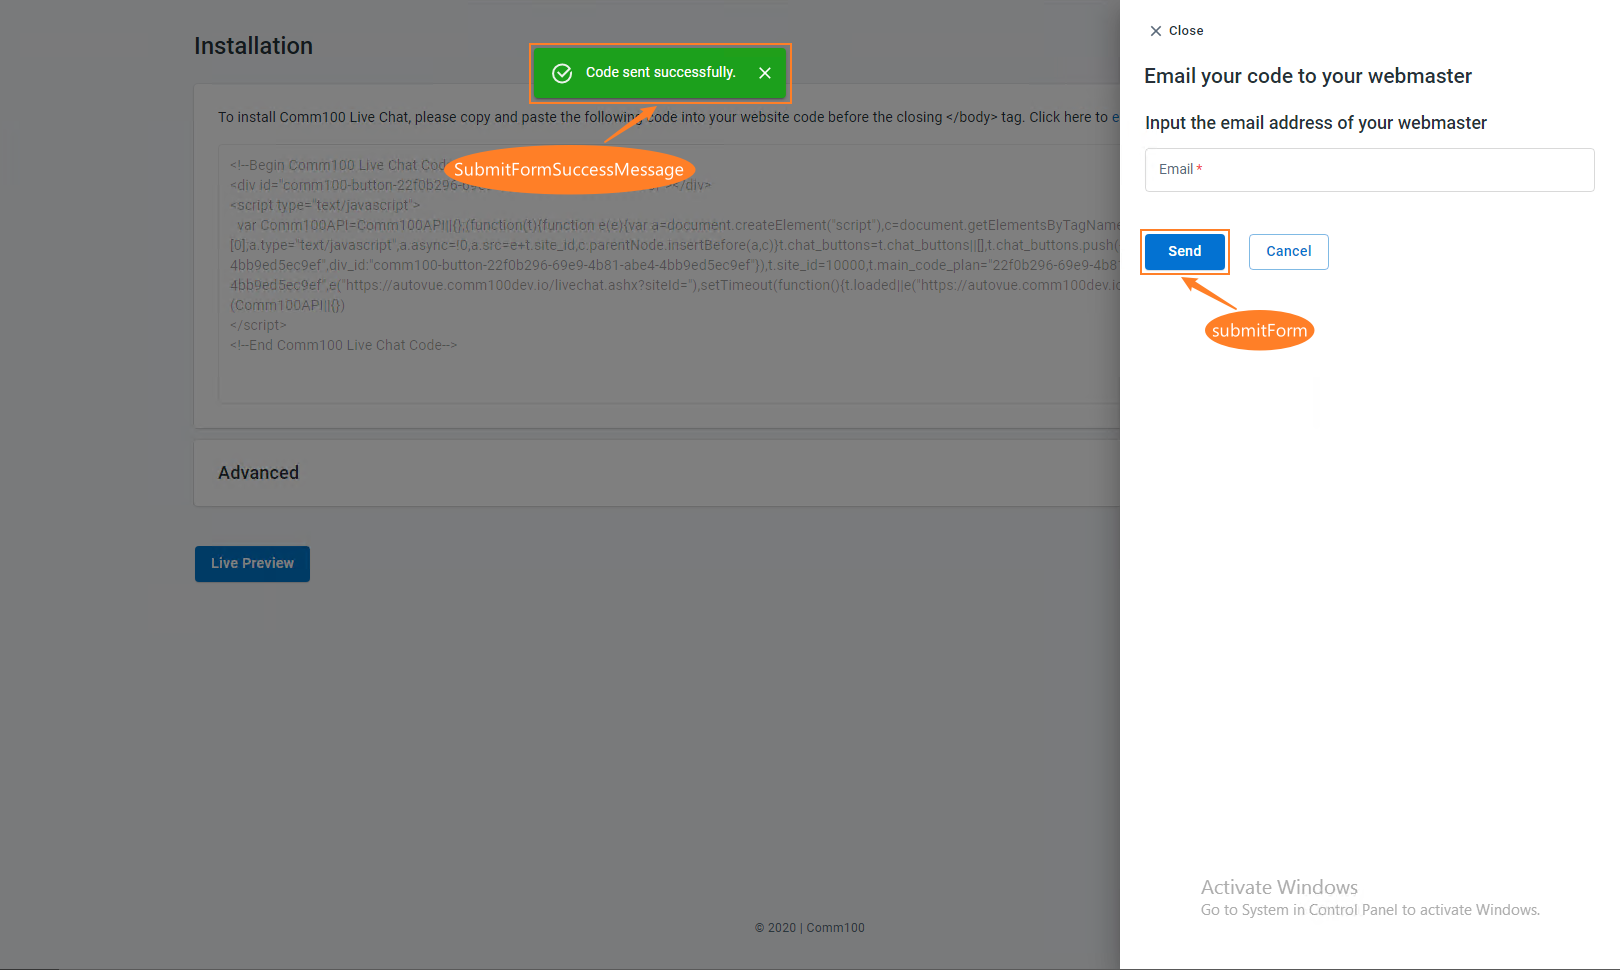 Installation
Code sent successfully.
To install Comm100 Live Chat, please copy and paste the following code into your website code before the closing </body> tag. Click here to e
<!--Begin Comm100 Live Chat Cod
SubmitFormSuccessMessage
<div id="comm100-button-22f0b296-69e
></div>
<script type="text/javascript">
var Comm100API=Comm100API||{};(function(t){function e(e){var a=document.createElement("script"),c=document.getElementsByTagName
[0];a.type="text/javascript",a.async=!0,a.src=e+t.site_id,c.parentNode.insertBefore(a,c)}t.chat_buttons=t.chat_buttons||[],t.chat_buttons.push(
4bb9ed5ec9ef",div_id:"comm100-button-22f0b296-69e9-4b81-abe4-4bb9ed5ec9ef"}),t.site_id=10000,t.main_code_plan="22f0b296-69e9-4b81
4bb9ed5ec9ef",e("https://autovue.comm100dev.io/livechat.ashx?siteId="),setTimeout(function(){t.loaded||e("https://autovue.comm100dev.io
(Comm100API||{})
</script>
<!--End Comm100 Live Chat Code-->
Advanced
Live Preview
© 2020 | Comm100
Close
Email your code to your webmaster
Input the email address of your webmaster
Email *
Send
Cancel
submitForm
Activate Windows
Go to System in Control Panel to activate Windows.